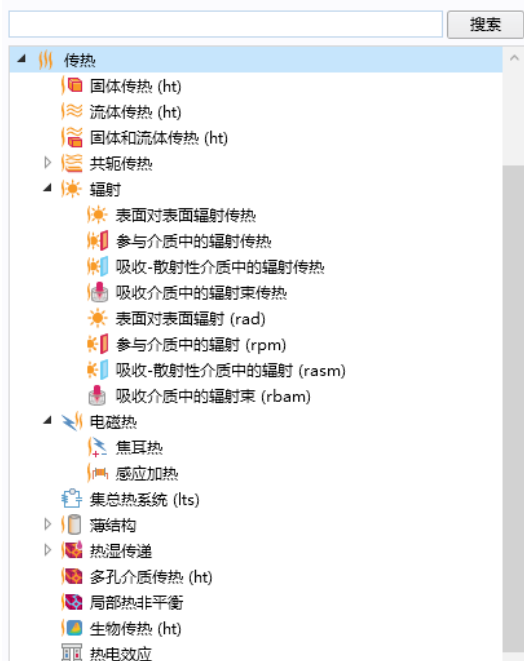 搜索
传热
固体传热 (ht)
流体传热 (ht)
固体和流体传热 (ht)
共轭传热
辐射
表面对表面辐射传热
参与介质中的辐射传热
吸收-散射性介质中的辐射传热
吸收介质中的辐射束传热
表面对表面辐射 (rad)
参与介质中的辐射 (rpm)
吸收-散射性介质中的辐射 (rasm)
吸收介质中的辐射束 (rbam)
电磁热
焦耳热
感应加热
集总热系统 (lts)
薄结构
热湿传递
多孔介质传热 (ht)
局部热非平衡
生物传热 (ht)
热电效应